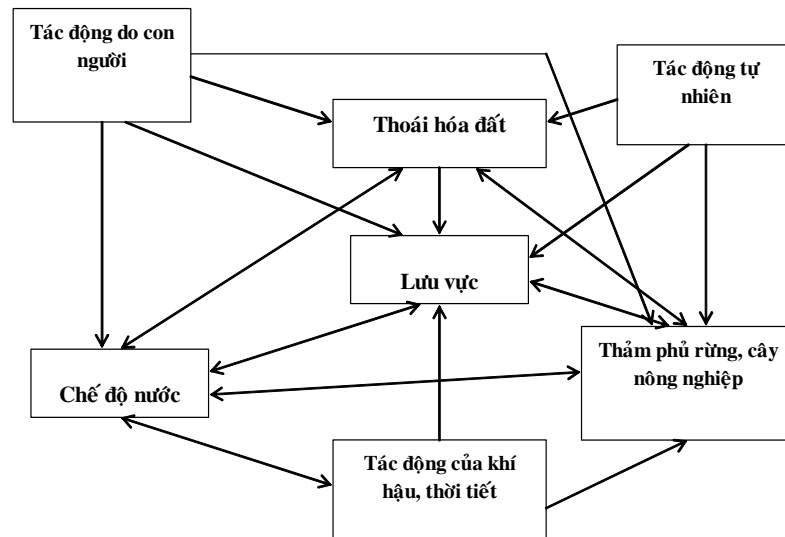 Tác động do con
người
Tác động tự
nhiên
Thoái hóa đất
Lưu vực
Thảm phủ rừng, cây
nông nghiệp
Chế độ nước
Tác động của khí
hậu, thời tiết